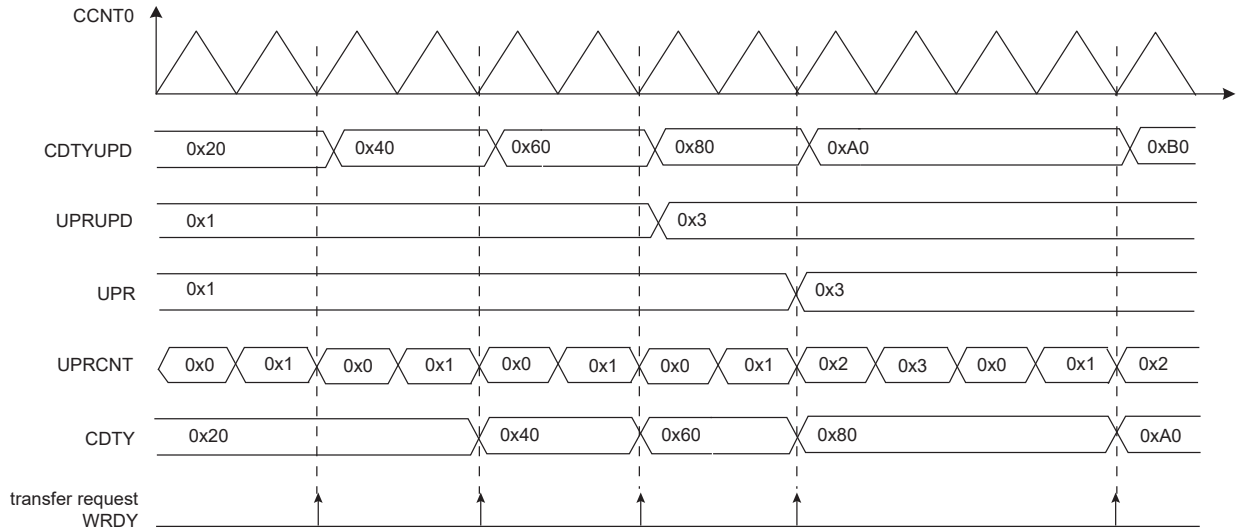 CCNT0
CDTYUPD 0x20 0x40 0x60 0x80 0xA0 0xB0
UPRUPD 0x1 0x3
UPR 0x1 0x3
UPRCNT 0x0 0x1 0x0 0x1 0x0 0x1 0x0 0x1 0x2 0x3 0x0 0x1 0x2
CDTY 0x20 0x40 0x60 0x80 0xA0
transfer request
WRDY